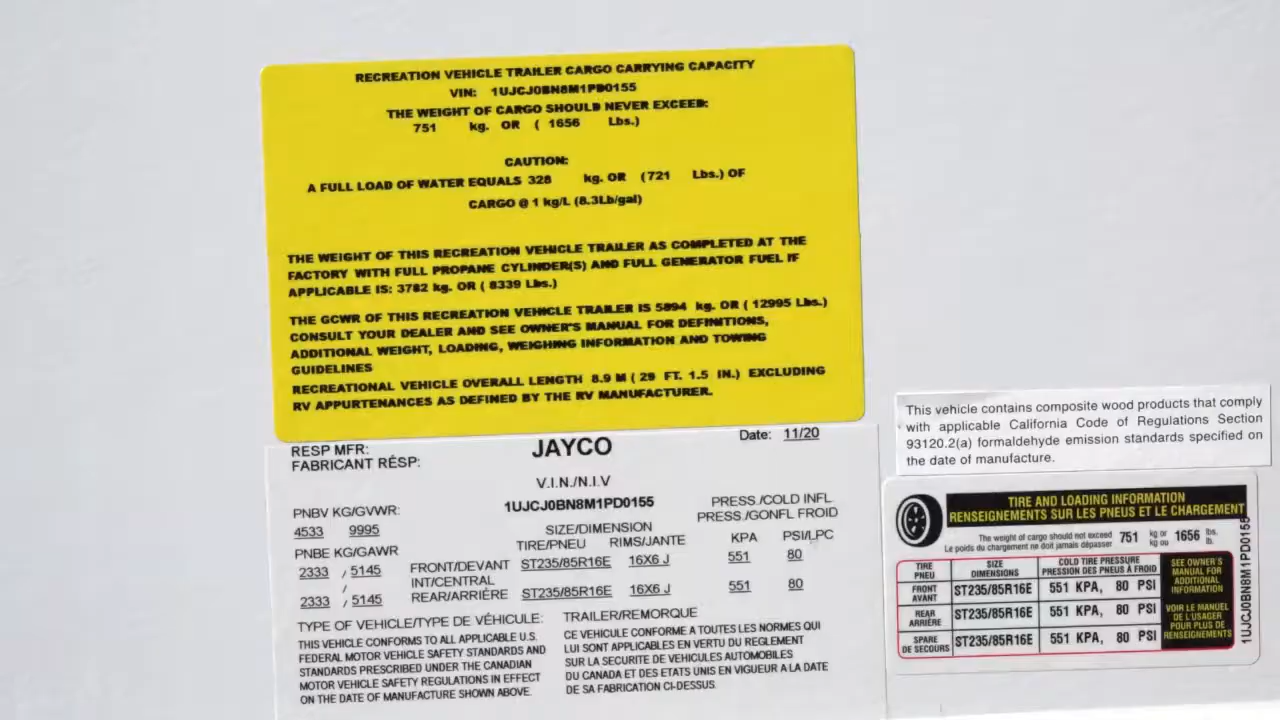 RECREATION VEHICLE TRAILER CARGO CARRYING CAPACITY
VIN: 1UJCJ0BN8M1PD0155
THE WEIGHT OF CARGO SHOULD NEVER EXCEED:
751 kg. OR ( 1656 Lbs.)
CAUTION:
A FULL LOAD OF WATER EQUALS 328 kg. OR (721 Lbs.) OF
CARGO @ 1 kg/L (8.3Lb/gal)
THE WEIGHT OF THIS RECREATION VEHICLE TRAILER AS COMPLETED AT THE
FACTORY WITH FULL PROPANE CYLINDER(S) AND FULL GENERATOR FUEL IF
APPLICABLE IS: 3782 kg. OR ( 8339 Lbs.)
THE GCWR OF THIS RECREATION VEHICLE TRAILER IS 5894 kg. OR ( 12995 Lbs.)
CONSULT YOUR DEALER AND SEE OWNER'S MANUAL FOR DEFINITIONS,
ADDITIONAL WEIGHT, LOADING, WEIGHING INFORMATION AND TOWING
GUIDELINES
RECREATIONAL VEHICLE OVERALL LENGTH 8.9 M ( 29 FT. 1.5 IN.) EXCLUDING
RV APPURTENANCES AS DEFINED BY THE RV MANUFACTURER.
RESP MFR: JAYCO Date: 11/20
FABRICANT RÉSP:
V.I.N./N.I.V
1UJCJ0BN8M1PD0155
PNBV KG/GVWR:
4533 9995
PNBE KG/GAWR
SIZE/DIMENSION
TIRE/PNEU RIMS/JANTE
PRESS./COLD INFL
PRESS./GONFL FROID
KPA PSI/LPC
2333 / 5145 FRONT/DEVANT ST235/85R16E 16X6 J 551 80
/ INT/CENTRAL
2333 / 5145 REAR/ARRIÈRE ST235/85R16E 16X6 J 551 80
TYPE OF VEHICLE/TYPE DE VÉHICULE: TRAILER/REMORQUE
THIS VEHICLE CONFORMS TO ALL APPLICABLE U.S.
FEDERAL MOTOR VEHICLE SAFETY STANDARDS AND
STANDARDS PRESCRIBED UNDER THE CANADIAN
MOTOR VEHICLE SAFETY REGULATIONS IN EFFECT
ON THE DATE OF MANUFACTURE SHOWN ABOVE.
CE VEHICULE CONFORME A TOUTES LES NORMES QUI
LUI SONT APPLICABLES EN VERTU DU REGLEMENT
SUR LA SECURITE DE VEHICULES AUTOMOBILES
DU CANADA ET DES ETATS UNIS EN VIGUEUR A LA DATE
DE SA FABRICATION CI-DESSUS.
This vehicle contains composite wood products that comply
with applicable California Code of Regulations Section
93120.2(a) formaldehyde emission standards specified on
the date of manufacture.
TIRE AND LOADING INFORMATION
RENSEIGNEMENTS SUR LES PNEUS ET LE CHARGEMENT
The weight of cargo should not exceed 751 kg or 1656 lbs.
Le poids du chargement ne doit jamais dépasser kg ou lb.
TIRE SIZE COLD TIRE PRESSURE
PNEU DIMENSIONS PRESSION DES PNEUS À FROID
FRONT
AVANT ST235/85R16E 551 KPA, 80 PSI
REAR
ARRIÈRE ST235/85R16E 551 KPA, 80 PSI
SPARE
DE SECOURS ST235/85R16E 551 KPA, 80 PSI
SEE OWNER'S
MANUAL FOR
ADDITIONAL
INFORMATION
VOIR LE MANUEL
DE L'USAGER
POUR PLUS DE
RENSEIGNEMENTS
1UJCJ0BN8M1PD0155